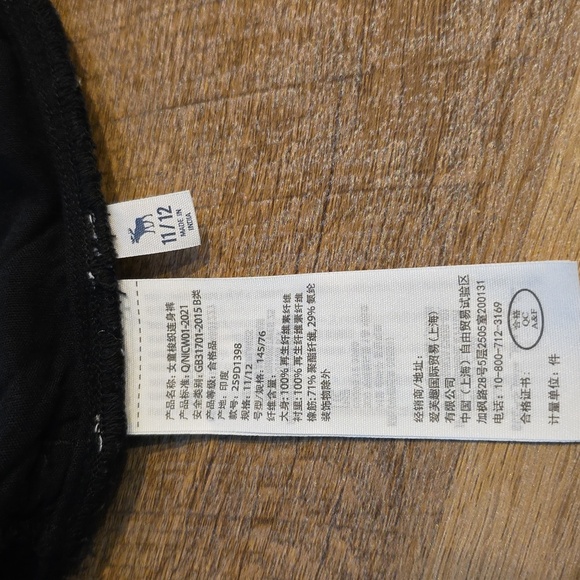 11/12
MADE IN
INDIA
产品名称: 女童梭织连身裤
产品标准: Q/NICW01-2021
安全类别: GB31701-2015 B类
产品等级: 合格品
产地: 印度
款号: 259D1398
规格: 11/12
号型/规格: 145/76
纤维含量:
大身:100% 再生纤维素纤维
衬里:100% 再生纤维素纤维
橡筋:71% 聚酯纤维, 29% 氨纶
装饰物除外
经销商/地址:
爱芙趣国际贸易(上海)
有限公司
中国 (上海) 自由贸易试验区
加枫路28号5层2505室200131
电话: 10-800-712-3169
合格证书:
合格
QC
A&F
计量单位: 件